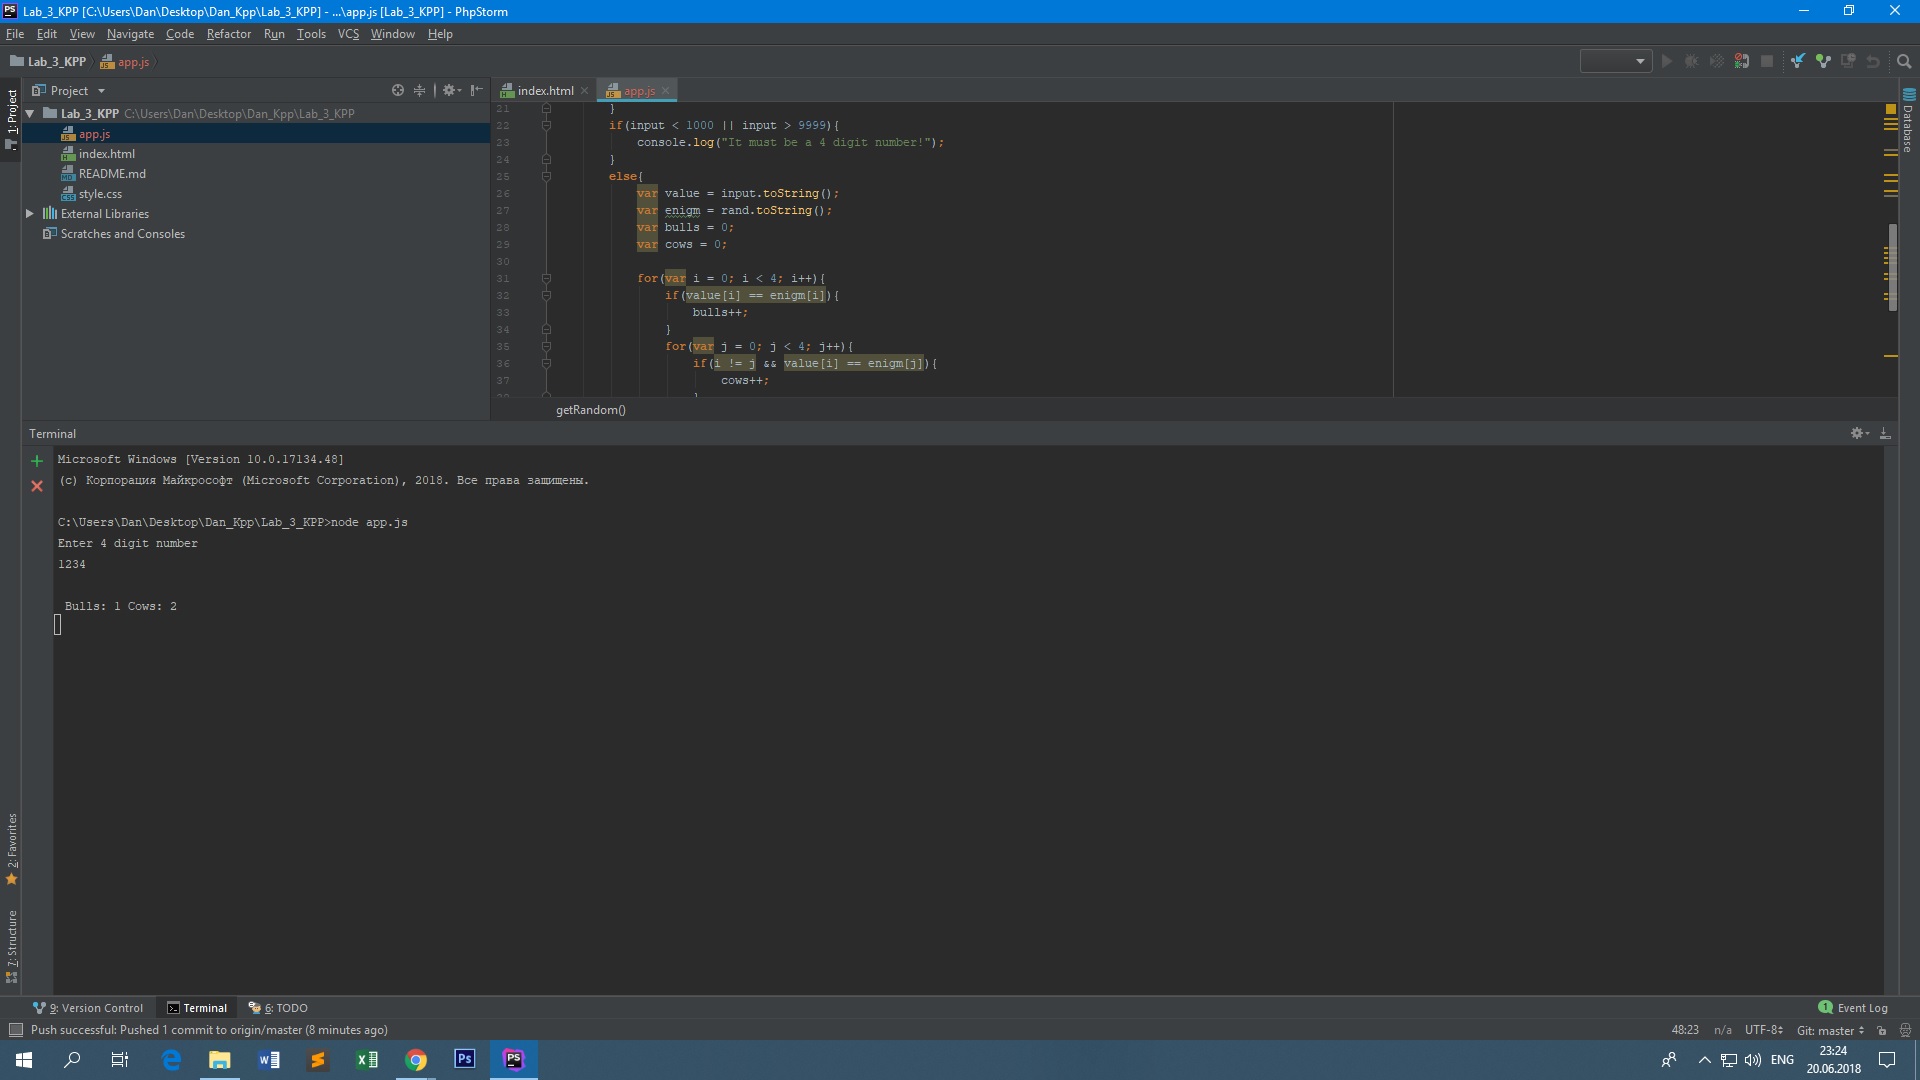 Lab_3_KPP [C:\Users\Dan\Desktop\Dan_Kpp\Lab_3_KPP] - ...\app.js [Lab_3_KPP] - PhpStorm
File Edit View Navigate Code Refactor Run Tools VCS Window Help
Lab_3_KPP app.js
1: Project
Project
index.html
app.js
Database
Lab_3_KPP C:\Users\Dan\Desktop\Dan_Kpp\Lab_3_KPP
app.js
index.html
README.md
style.css
External Libraries
Scratches and Consoles
21 }
22 if(input < 1000 || input > 9999){
23 console.log("It must be a 4 digit number!");
24 }
25 else{
26 var value = input.toString();
27 var enigm = rand.toString();
28 var bulls = 0;
29 var cows = 0;
30
31 for(var i = 0; i < 4; i++){
32 if(value[i] == enigm[i]){
33 bulls++;
34 }
35 for(var j = 0; j < 4; j++){
36 if(i != j && value[i] == enigm[j]){
37 cows++;
getRandom()
Terminal
Microsoft Windows [Version 10.0.17134.48]
(c) Корпорация Майкрософт (Microsoft Corporation), 2018. Все права защищены.
C:\Users\Dan\Desktop\Dan_Kpp\Lab_3_KPP>node app.js
Enter 4 digit number
1234
Bulls: 1 Cows: 2
2: Favorites
7: Structure
9: Version Control Terminal 6: TODO
1 Event Log
Push successful: Pushed 1 commit to origin/master (8 minutes ago)
48:23 n/a UTF-8 Git: master
ENG
23:24
20.06.2018